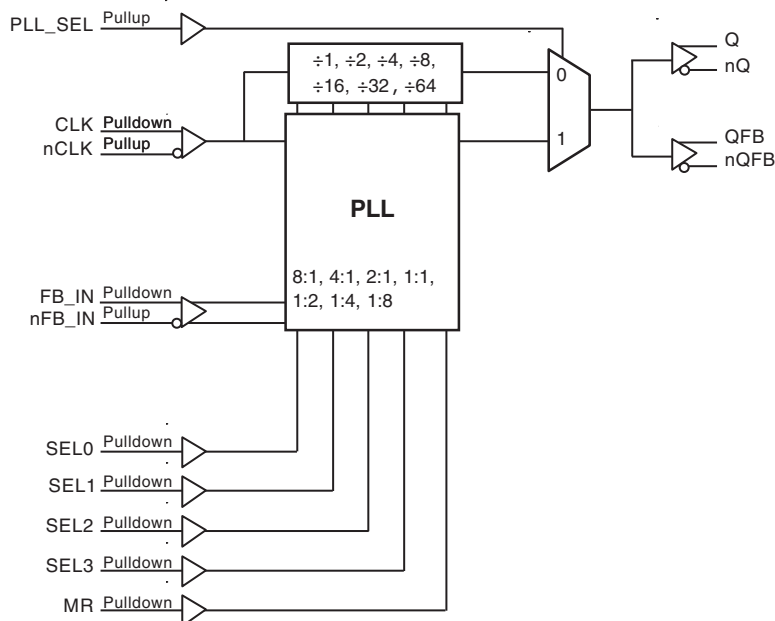 PLL_SEL Pullup
÷1, ÷2, ÷4, ÷8,
÷16, ÷32, ÷64
0
Q
nQ
CLK Pulldown
nCLK Pullup
1
QFB
nQFB
PLL
8:1, 4:1, 2:1, 1:1,
1:2, 1:4, 1:8
FB_IN Pulldown
nFB_IN Pullup
SEL0 Pulldown
SEL1 Pulldown
SEL2 Pulldown
SEL3 Pulldown
MR Pulldown